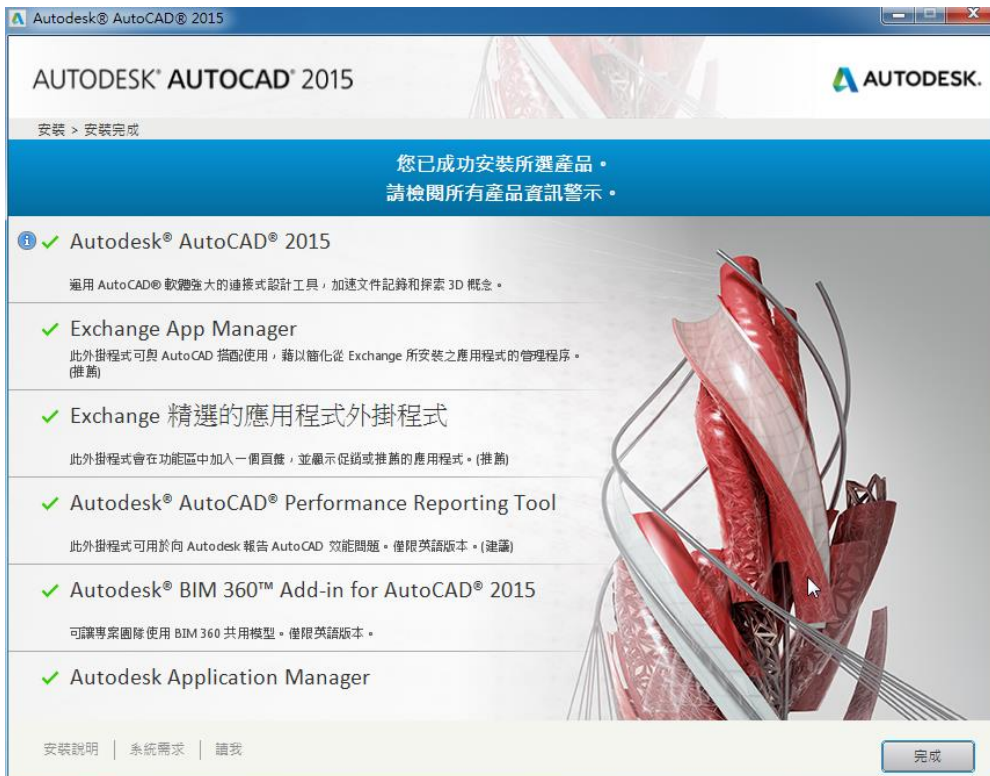 Autodesk® AutoCAD® 2015
AUTODESK® AUTOCAD® 2015
AUTODESK.
安裝 > 安裝完成
您已成功安裝所選產品。
請檢閱所有產品資訊警示。
Autodesk® AutoCAD® 2015
運用 AutoCAD® 軟體強大的連接式設計工具，加速文件記錄和探索 3D 概念。
Exchange App Manager
此外掛程式可與 AutoCAD 搭配使用，藉以簡化從 Exchange 所安裝之應用程式的管理程序。
(推薦)
Exchange 精選的應用程式外掛程式
此外掛程式會在功能區中加入一個頁籤，並顯示促銷或推薦的應用程式。(推薦)
Autodesk® AutoCAD® Performance Reporting Tool
此外掛程式可用於向 Autodesk 報告 AutoCAD 效能問題。僅限英語版本。(建議)
Autodesk® BIM 360™ Add-in for AutoCAD® 2015
可讓專案團隊使用 BIM 360 共用模型。僅限英語版本。
Autodesk Application Manager
安裝說明 | 系統需求 | 讀我
完成